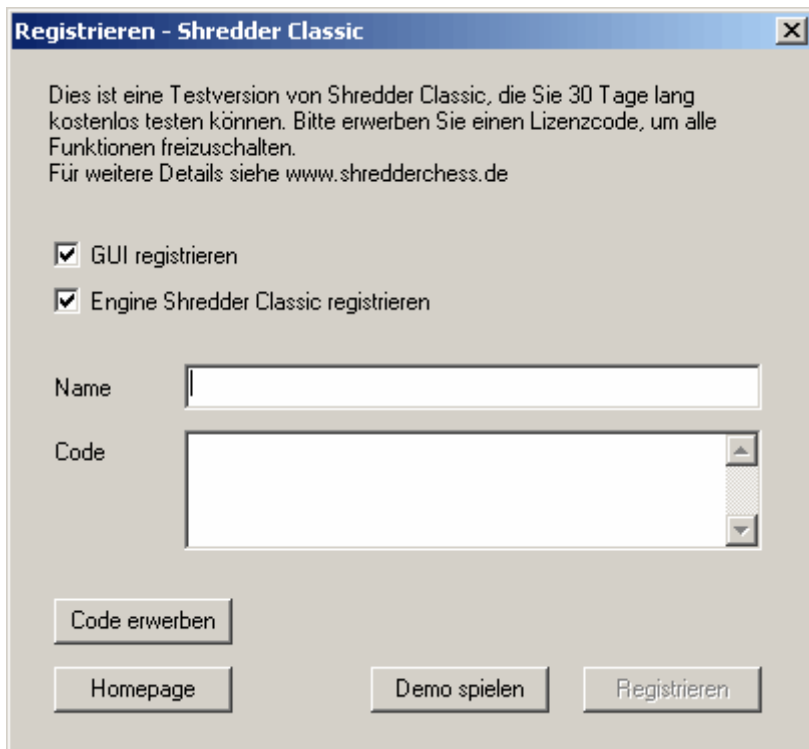 Registrieren - Shredder Classic
Dies ist eine Testversion von Shredder Classic, die Sie 30 Tage lang
kostenlos testen können. Bitte erwerben Sie einen Lizenzcode, um alle
Funktionen freizuschalten.
Für weitere Details siehe www.shredderchess.de
GUI registrieren
Engine Shredder Classic registrieren
Name
Code
Code erwerben
Homepage
Demo spielen
Registrieren